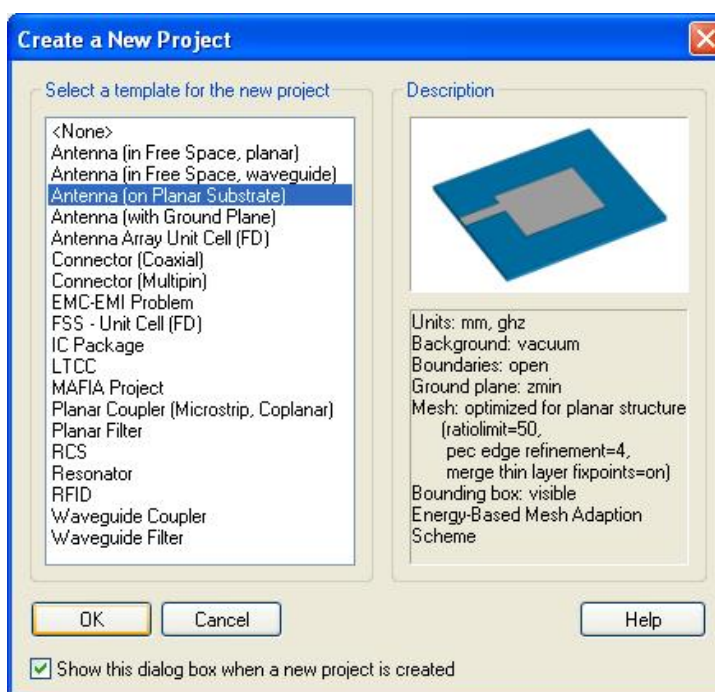 Create a New Project
Select a template for the new project
<None>
Antenna (in Free Space, planar)
Antenna (in Free Space, waveguide)
Antenna (on Planar Substrate)
Antenna (with Ground Plane)
Antenna Array Unit Cell (FD)
Connector (Coaxial)
Connector (Multipin)
EMC-EMI Problem
FSS - Unit Cell (FD)
IC Package
LTCC
MAFIA Project
Planar Coupler (Microstrip, Coplanar)
Planar Filter
RCS
Resonator
RFID
Waveguide Coupler
Waveguide Filter
Description
Units: mm, ghz
Background: vacuum
Boundaries: open
Ground plane: zmin
Mesh: optimized for planar structure
(ratiolimit=50,
pec edge refinement=4,
merge thin layer fixpoints=on)
Bounding box: visible
Energy-Based Mesh Adaption
Scheme
OK
Cancel
Help
Show this dialog box when a new project is created